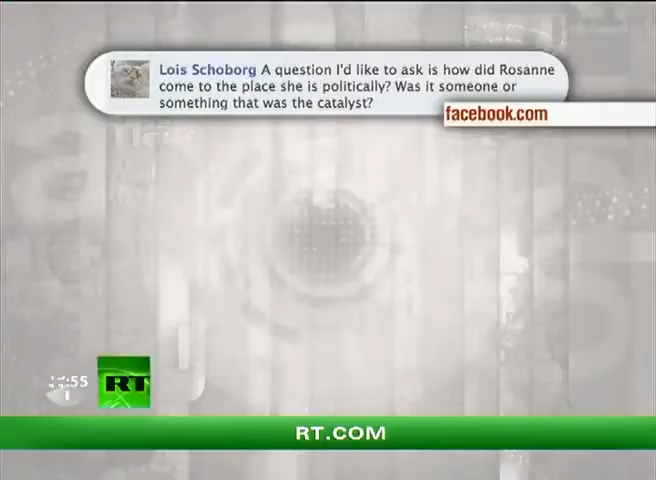 Lois Schoborg A question I'd like to ask is how did Rosanne
come to the place she is politically? Was it someone or
something that was the catalyst?
facebook.com
:55
RT
RT.COM